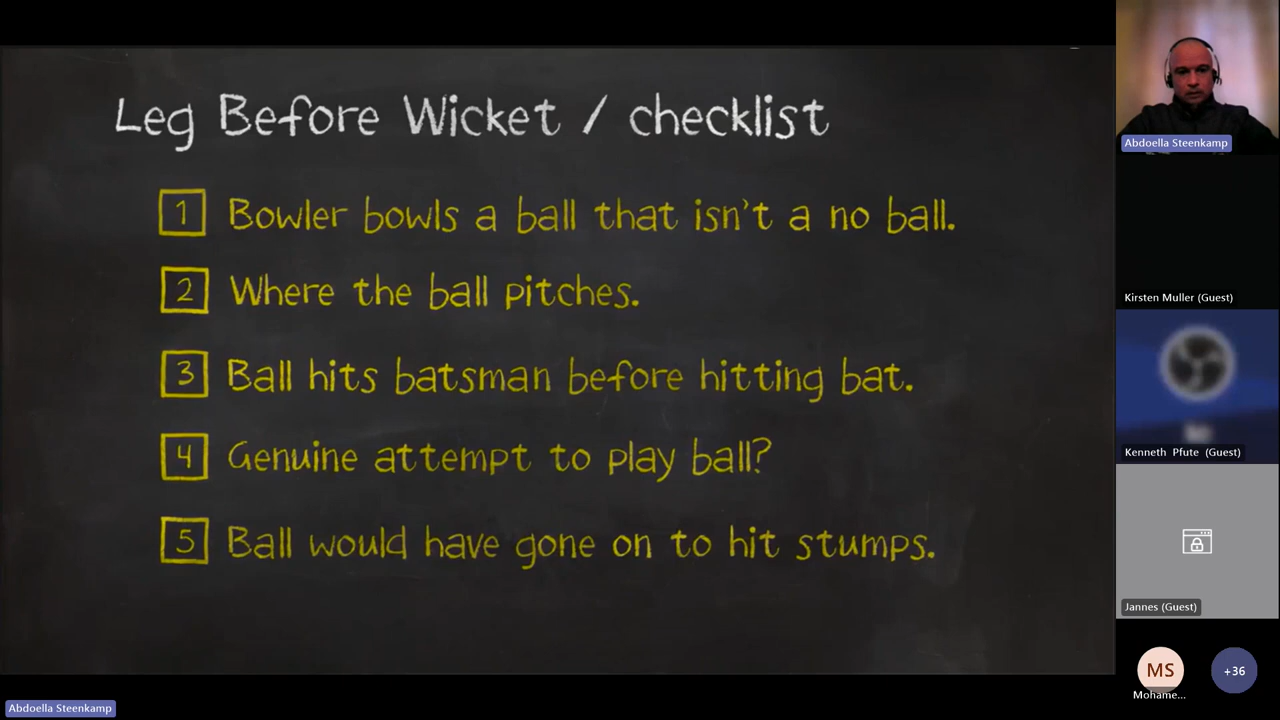 Leg Before Wicket / checklist
1 Bowler bowls a ball that isn't a no ball.
2 Where the ball pitches.
3 Ball hits batsman before hitting bat.
4 Genuine attempt to play ball?
5 Ball would have gone on to hit stumps.
Abdoella Steenkamp
Kirsten Muller (Guest)
Kenneth Pfute (Guest)
Jannes (Guest)
MS
Mohame...
+36
Abdoella Steenkamp